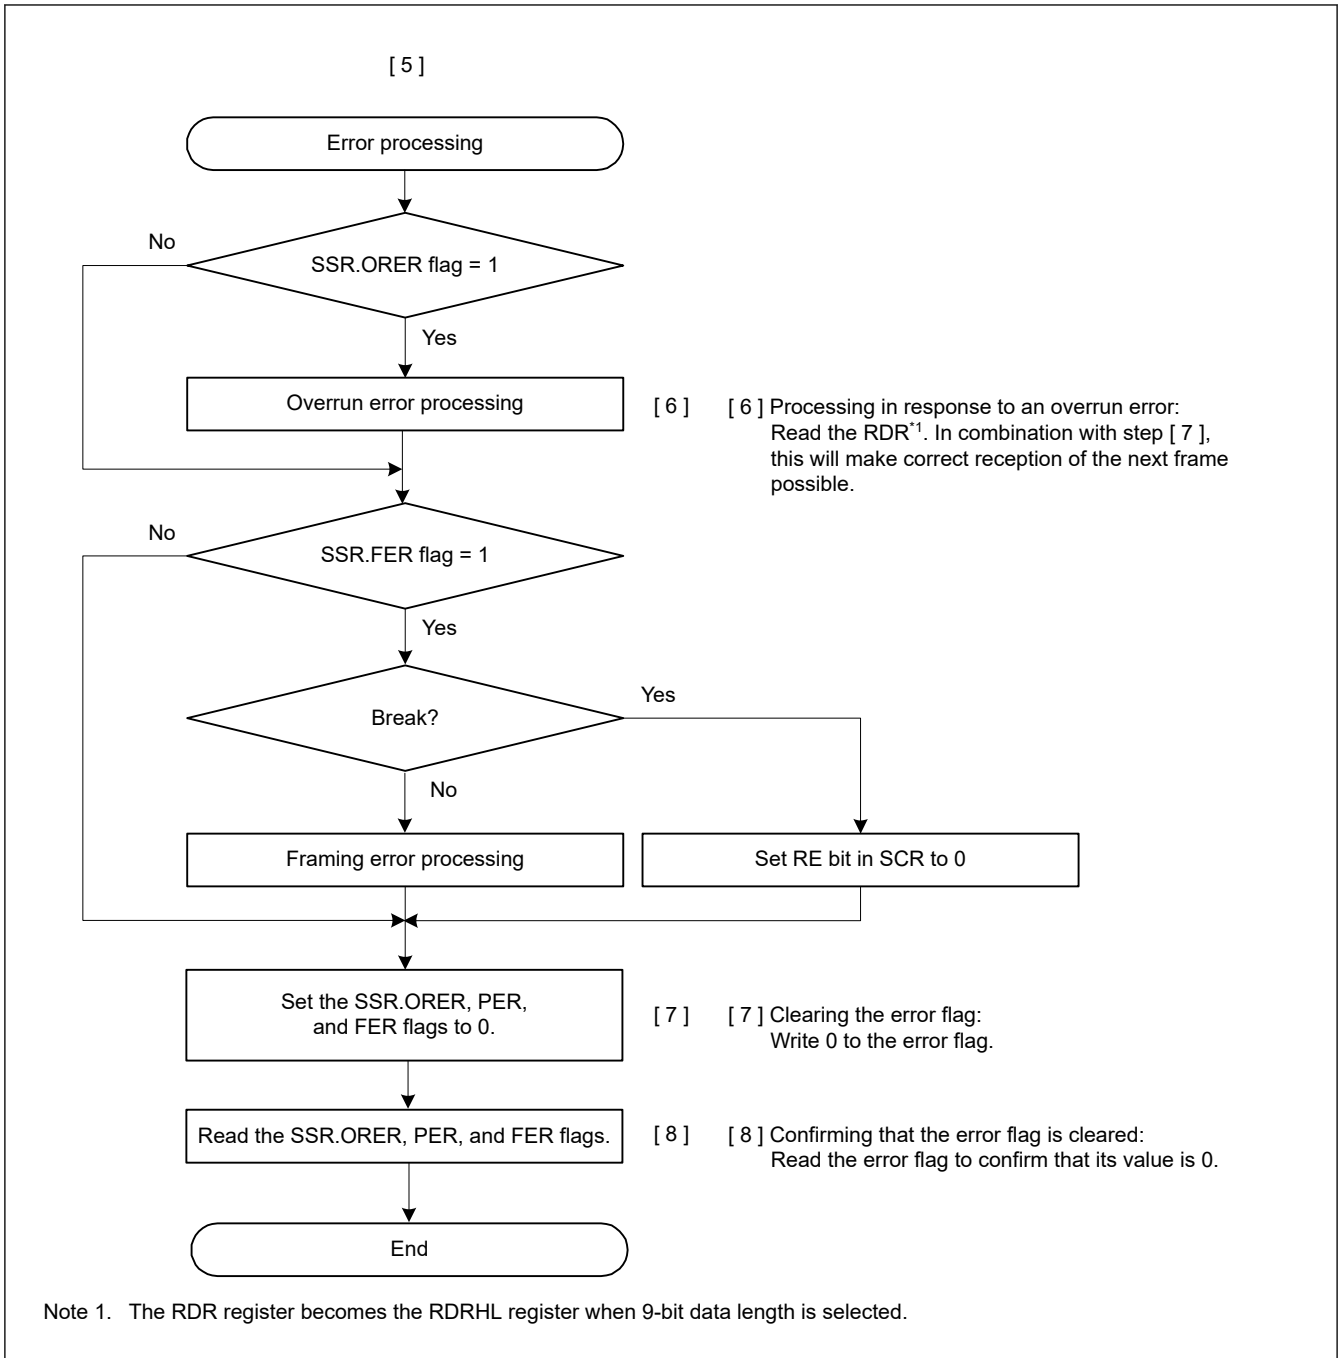 [ 5 ]
Error processing
No
SSR.ORER flag = 1
Yes
Overrun error processing
[ 6 ]
[ 6 ] Processing in response to an overrun error:
Read the RDR*1. In combination with step [ 7 ],
this will make correct reception of the next frame
possible.
No
SSR.FER flag = 1
Yes
Break?
Yes
No
Framing error processing
Set RE bit in SCR to 0
Set the SSR.ORER, PER,
and FER flags to 0.
[ 7 ]
[ 7 ] Clearing the error flag:
Write 0 to the error flag.
Read the SSR.ORER, PER, and FER flags.
[ 8 ]
[ 8 ] Confirming that the error flag is cleared:
Read the error flag to confirm that its value is 0.
End
Note 1. The RDR register becomes the RDRHL register when 9-bit data length is selected.